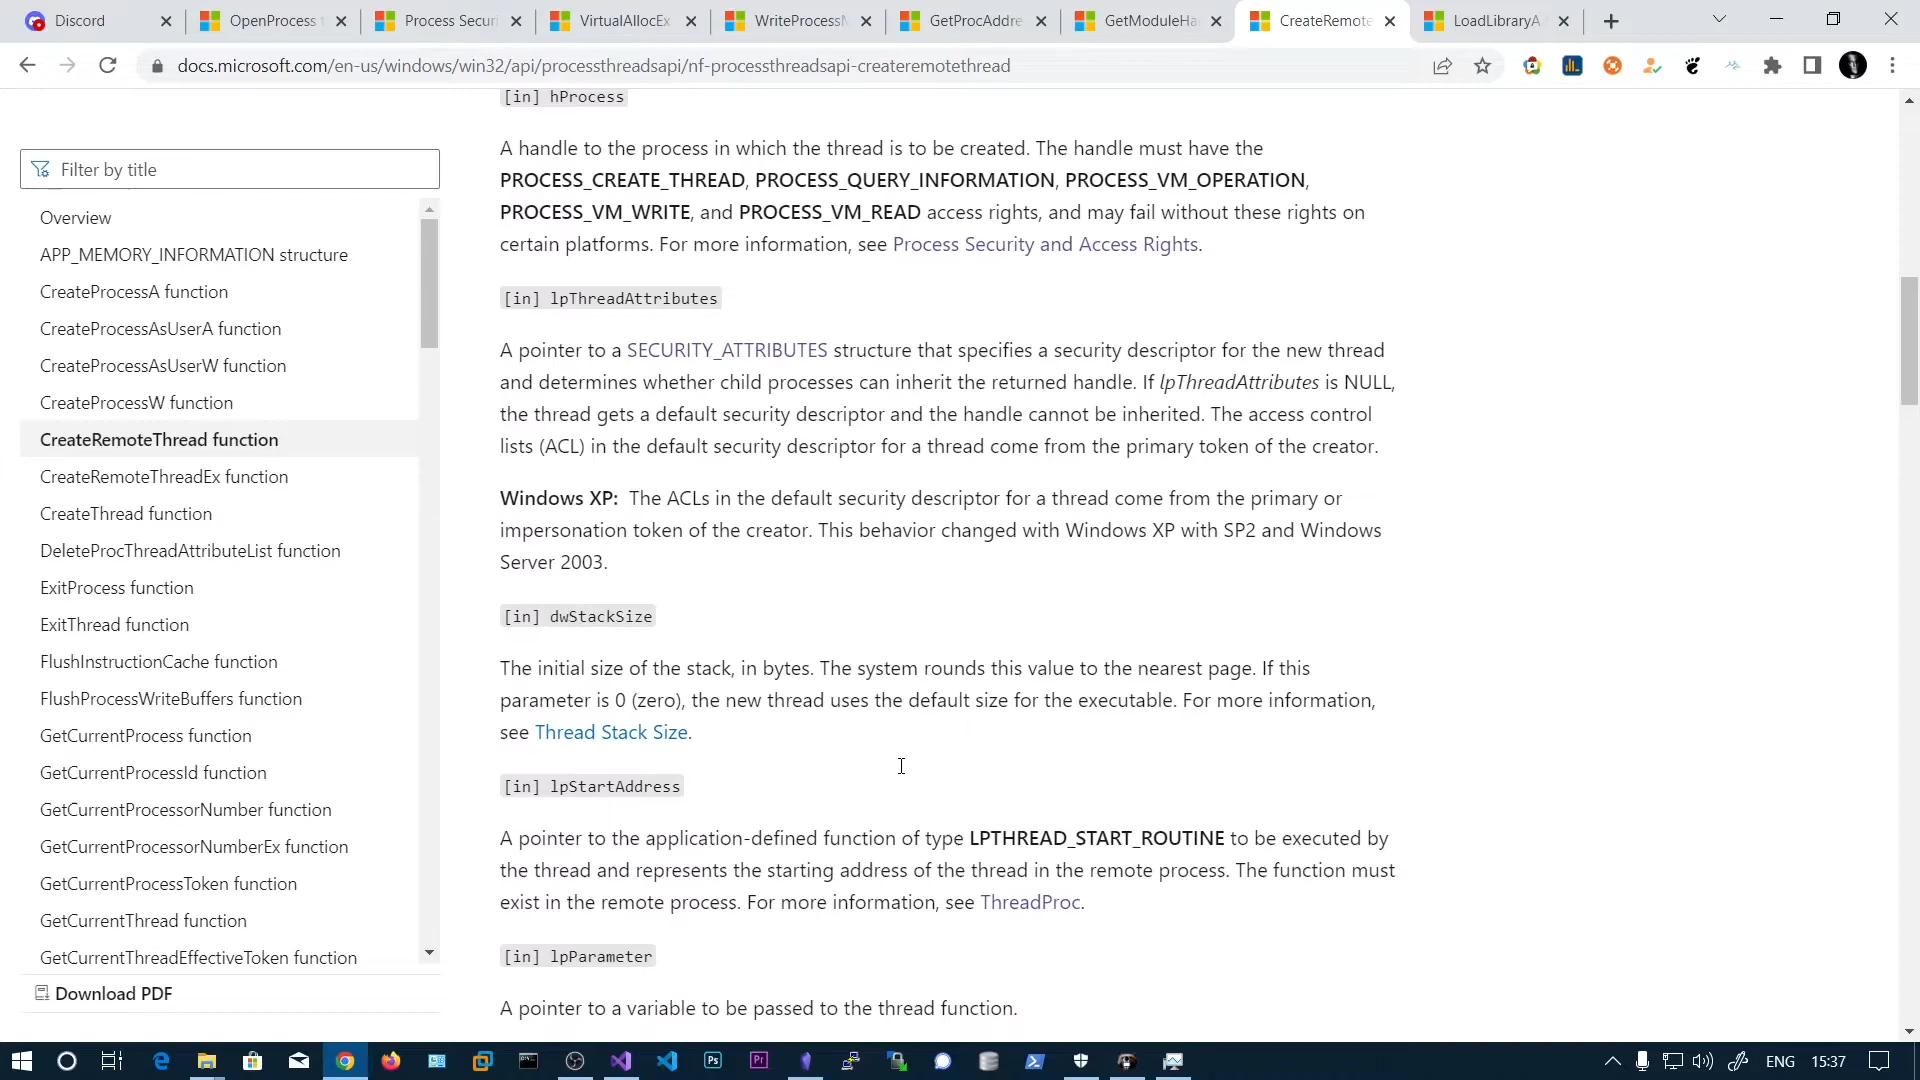 Discord
OpenProcess f
Process Securi
VirtualAllocEx
WriteProcessM
GetProcAddre
GetModuleHa
CreateRemote
LoadLibraryA
docs.microsoft.com/en-us/windows/win32/api/processthreadsapi/nf-processthreadsapi-createremotethread
Filter by title
Overview
APP_MEMORY_INFORMATION structure
CreateProcessA function
CreateProcessAsUserA function
CreateProcessAsUserW function
CreateProcessW function
CreateRemoteThread function
CreateRemoteThreadEx function
CreateThread function
DeleteProcThreadAttributeList function
ExitProcess function
ExitThread function
FlushInstructionCache function
FlushProcessWriteBuffers function
GetCurrentProcess function
GetCurrentProcessId function
GetCurrentProcessorNumber function
GetCurrentProcessorNumberEx function
GetCurrentProcessToken function
GetCurrentThread function
GetCurrentThreadEffectiveToken function
Download PDF
[in] hProcess
A handle to the process in which the thread is to be created. The handle must have the
PROCESS_CREATE_THREAD, PROCESS_QUERY_INFORMATION, PROCESS_VM_OPERATION,
PROCESS_VM_WRITE, and PROCESS_VM_READ access rights, and may fail without these rights on
certain platforms. For more information, see Process Security and Access Rights.
[in] lpThreadAttributes
A pointer to a SECURITY_ATTRIBUTES structure that specifies a security descriptor for the new thread
and determines whether child processes can inherit the returned handle. If lpThreadAttributes is NULL,
the thread gets a default security descriptor and the handle cannot be inherited. The access control
lists (ACL) in the default security descriptor for a thread come from the primary token of the creator.
Windows XP: The ACLs in the default security descriptor for a thread come from the primary or
impersonation token of the creator. This behavior changed with Windows XP with SP2 and Windows
Server 2003.
[in] dwStackSize
The initial size of the stack, in bytes. The system rounds this value to the nearest page. If this
parameter is 0 (zero), the new thread uses the default size for the executable. For more information,
see Thread Stack Size.
[in] lpStartAddress
A pointer to the application-defined function of type LPTHREAD_START_ROUTINE to be executed by
the thread and represents the starting address of the thread in the remote process. The function must
exist in the remote process. For more information, see ThreadProc.
[in] lpParameter
A pointer to a variable to be passed to the thread function.
Ps
Pr
ENG
15:37